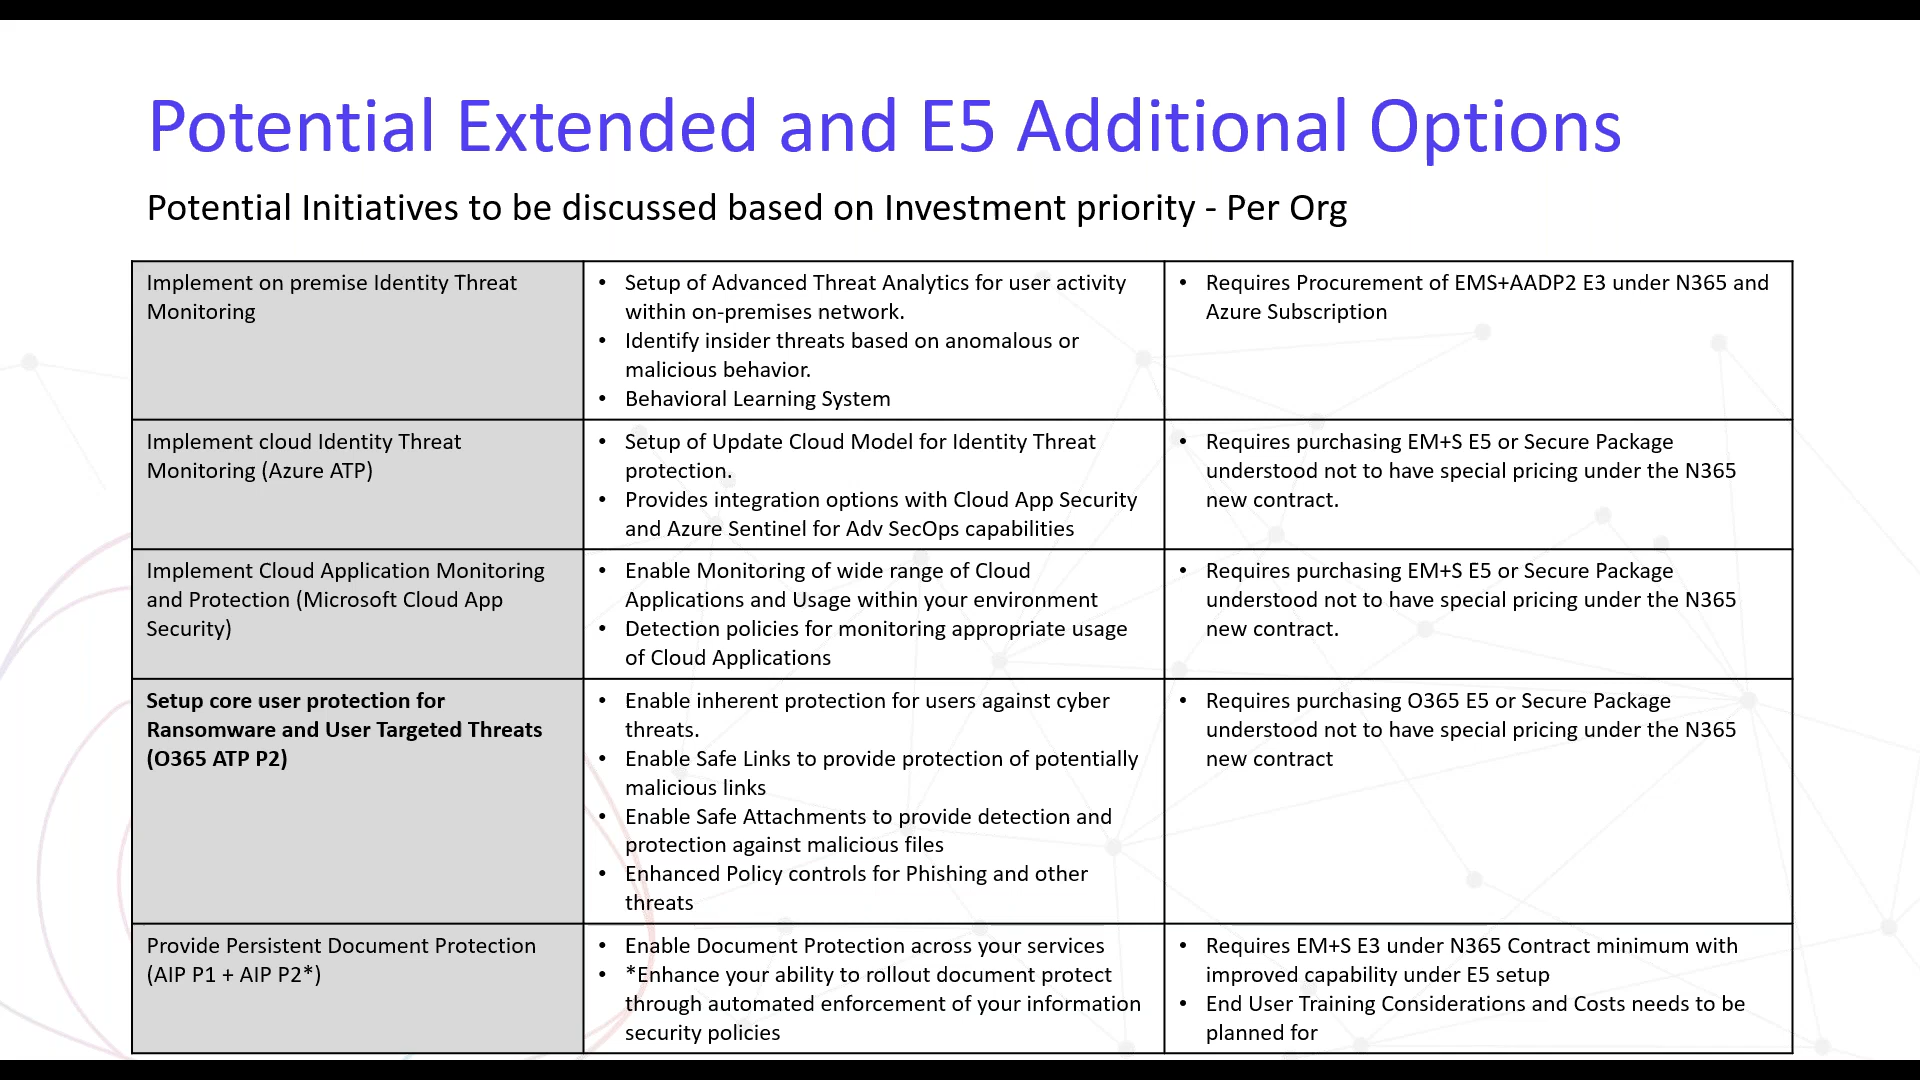 Potential Extended and E5 Additional Options
Potential Initiatives to be discussed based on Investment priority - Per Org
Implement on premise Identity Threat
Monitoring
• Setup of Advanced Threat Analytics for user activity
within on-premises network.
• Identify insider threats based on anomalous or
malicious behavior.
• Behavioral Learning System
• Requires Procurement of EMS+AADP2 E3 under N365 and
Azure Subscription
Implement cloud Identity Threat
Monitoring (Azure ATP)
• Setup of Update Cloud Model for Identity Threat
protection.
• Provides integration options with Cloud App Security
and Azure Sentinel for Adv SecOps capabilities
• Requires purchasing EM+S E5 or Secure Package
understood not to have special pricing under the N365
new contract.
Implement Cloud Application Monitoring
and Protection (Microsoft Cloud App
Security)
• Enable Monitoring of wide range of Cloud
Applications and Usage within your environment
• Detection policies for monitoring appropriate usage
of Cloud Applications
• Requires purchasing EM+S E5 or Secure Package
understood not to have special pricing under the N365
new contract.
Setup core user protection for
Ransomware and User Targeted Threats
(O365 ATP P2)
• Enable inherent protection for users against cyber
threats.
• Enable Safe Links to provide protection of potentially
malicious links
• Enable Safe Attachments to provide detection and
protection against malicious files
• Enhanced Policy controls for Phishing and other
threats
• Requires purchasing O365 E5 or Secure Package
understood not to have special pricing under the N365
new contract
Provide Persistent Document Protection
(AIP P1 + AIP P2*)
• Enable Document Protection across your services
• *Enhance your ability to rollout document protect
through automated enforcement of your information
security policies
• Requires EM+S E3 under N365 Contract minimum with
improved capability under E5 setup
• End User Training Considerations and Costs needs to be
planned for